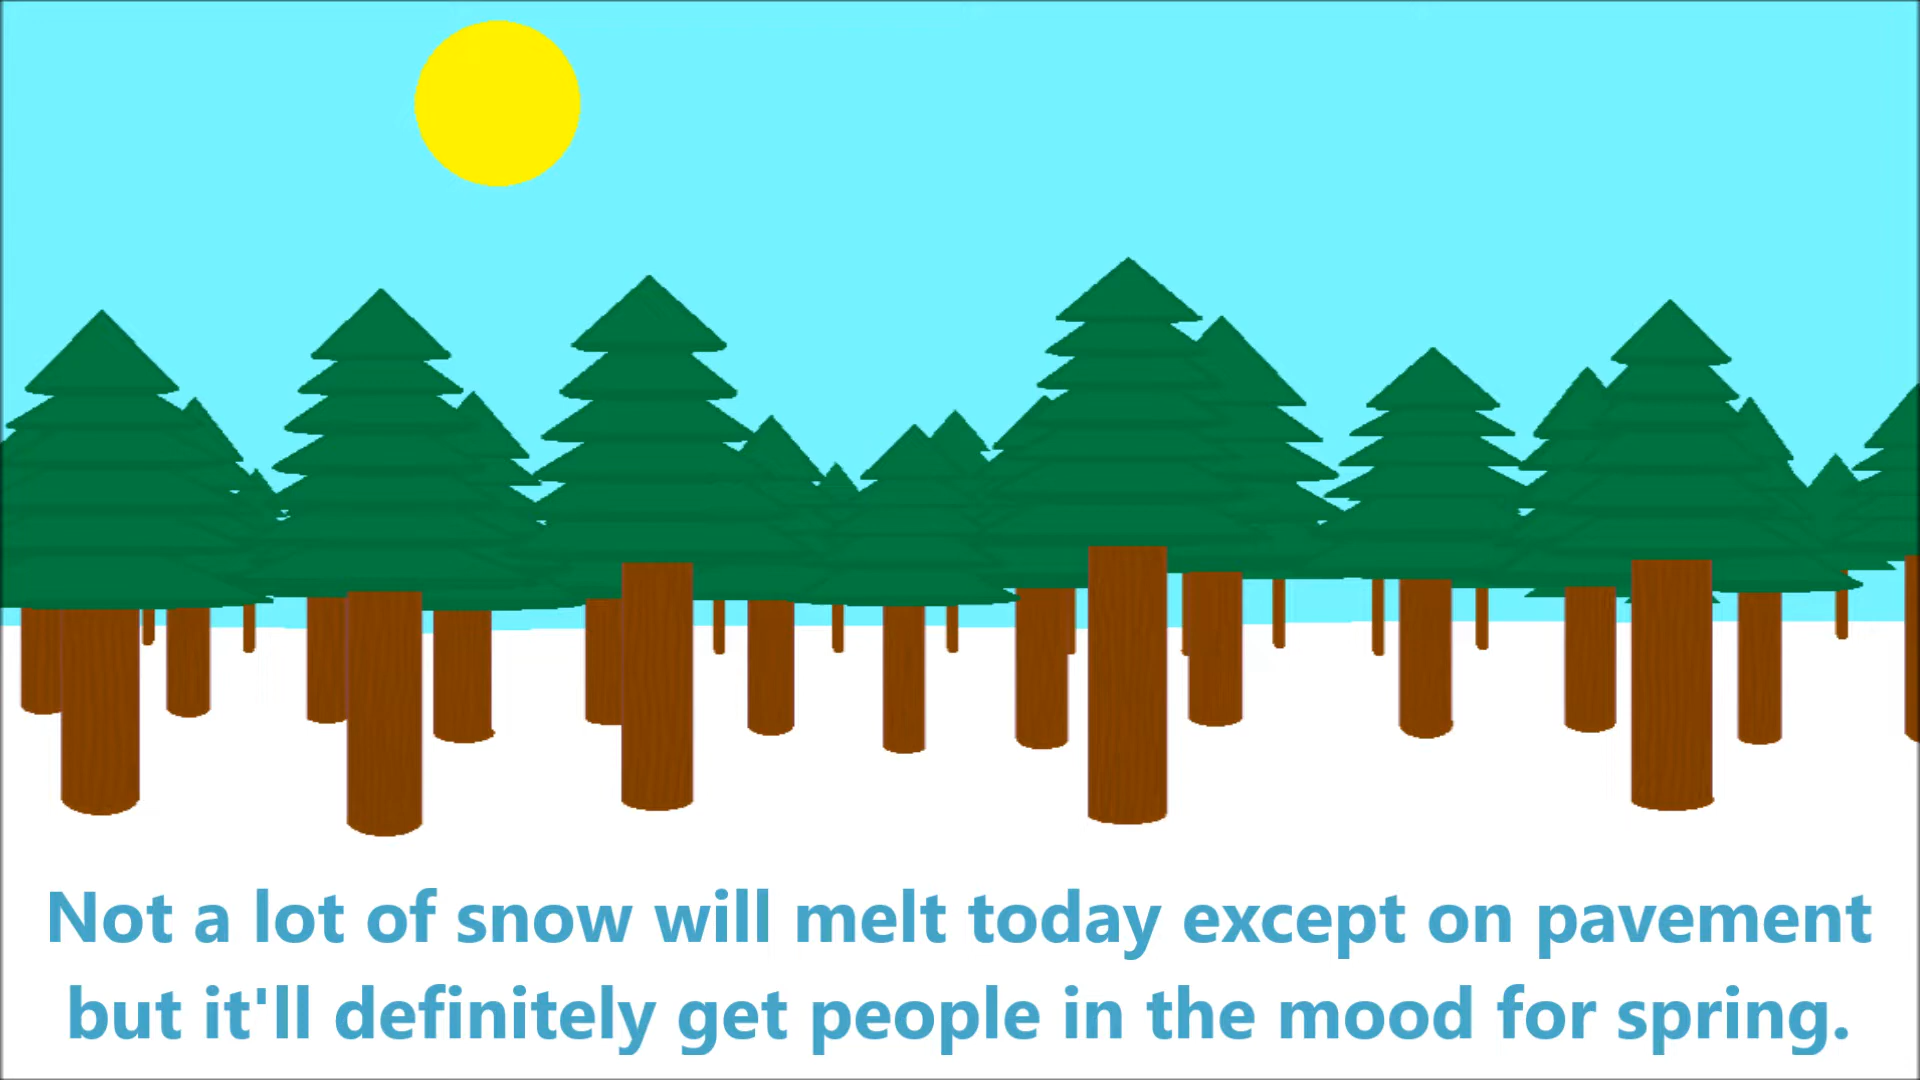 Not a lot of snow will melt today except on pavement
but it'll definitely get people in the mood for spring.